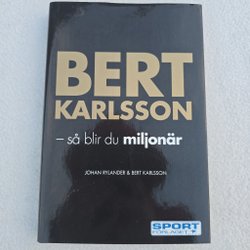 BERT
KARLSSON
– så blir du miljonär
JOHAN RYLANDER & BERT KARLSSON
SPORT
FÖRLAGET